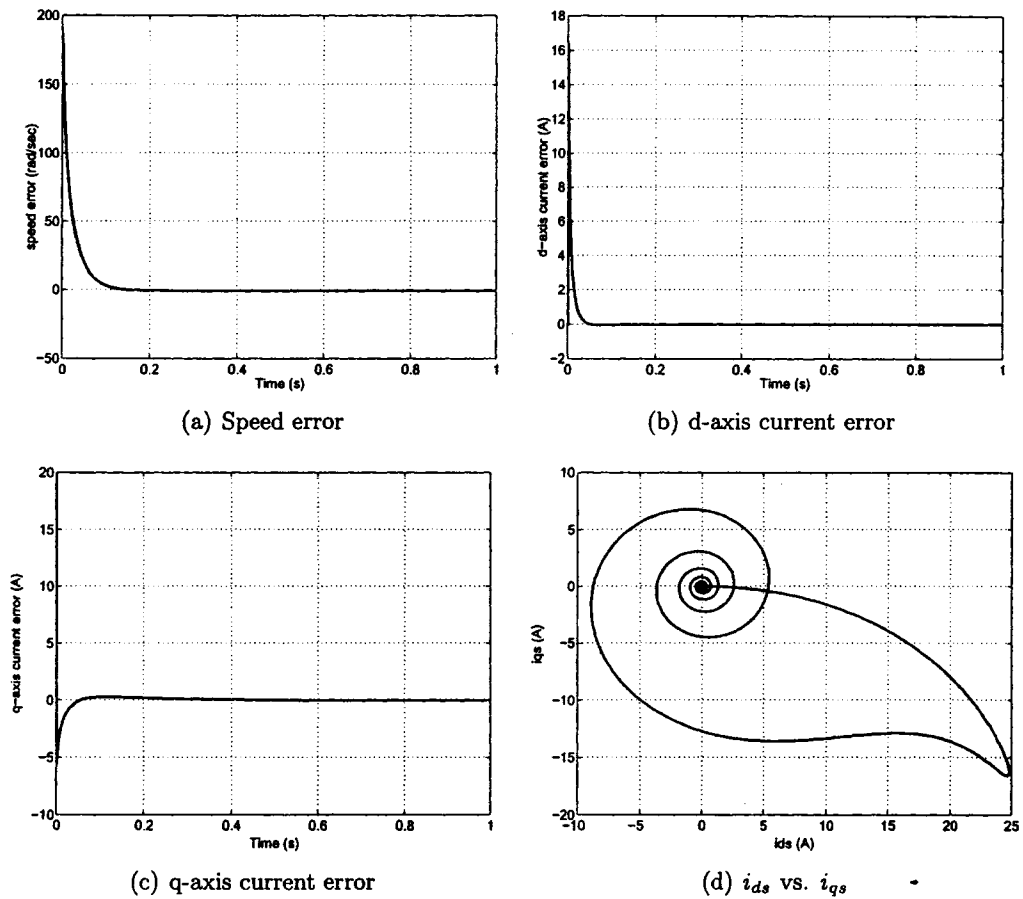 200
150
100
50
0
−50
speed error (rad/sec)
0 0.2 0.4 0.6 0.8 1
Time (s)
(a) Speed error
18
16
14
12
10
8
6
4
2
0
−2
d−axis current error (A)
0 0.2 0.4 0.6 0.8 1
Time (s)
(b) d-axis current error
20
15
10
5
0
−5
−10
q−axis current error (A)
0 0.2 0.4 0.6 0.8 1
Time (s)
(c) q-axis current error
10
5
0
−5
−10
−15
−20
iqs (A)
−10 −5 0 5 10 15 20 25
ids (A)
(d) i_{ds} vs. i_{qs}